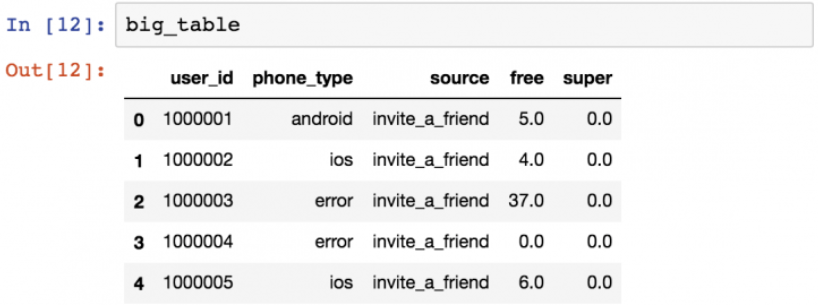 In [12]: big_table
Out[12]:
user_id phone_type source free super
0 1000001 android invite_a_friend 5.0 0.0
1 1000002 ios invite_a_friend 4.0 0.0
2 1000003 error invite_a_friend 37.0 0.0
3 1000004 error invite_a_friend 0.0 0.0
4 1000005 ios invite_a_friend 6.0 0.0